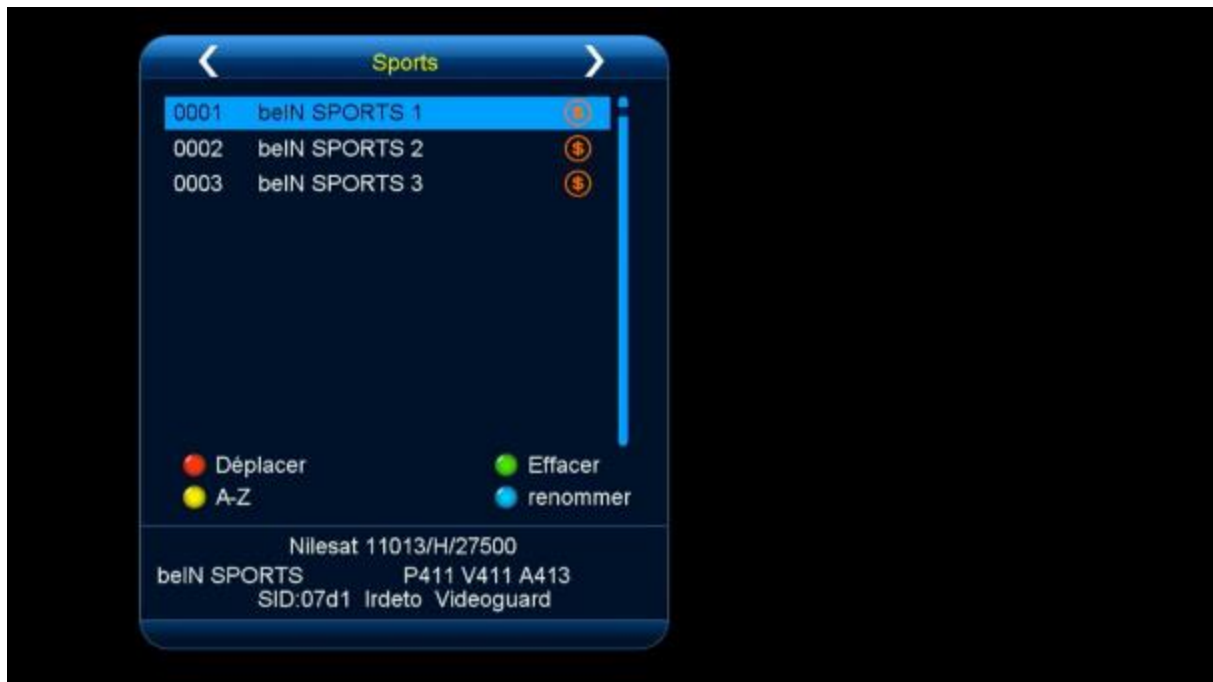 Sports
0001 beIN SPORTS 1 $
0002 beIN SPORTS 2 $
0003 beIN SPORTS 3 $
Déplacer Effacer
A-Z renommer
Nilesat 11013/H/27500
beIN SPORTS P411 V411 A413
SID:07d1 Irdeto Videoguard